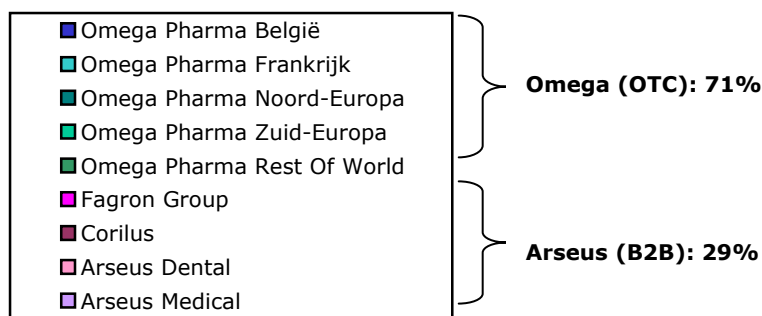 Omega Pharma België
Omega Pharma Frankrijk
Omega Pharma Noord-Europa
Omega Pharma Zuid-Europa
Omega Pharma Rest Of World
Omega (OTC): 71%
Fagron Group
Corilus
Arseus Dental
Arseus Medical
Arseus (B2B): 29%